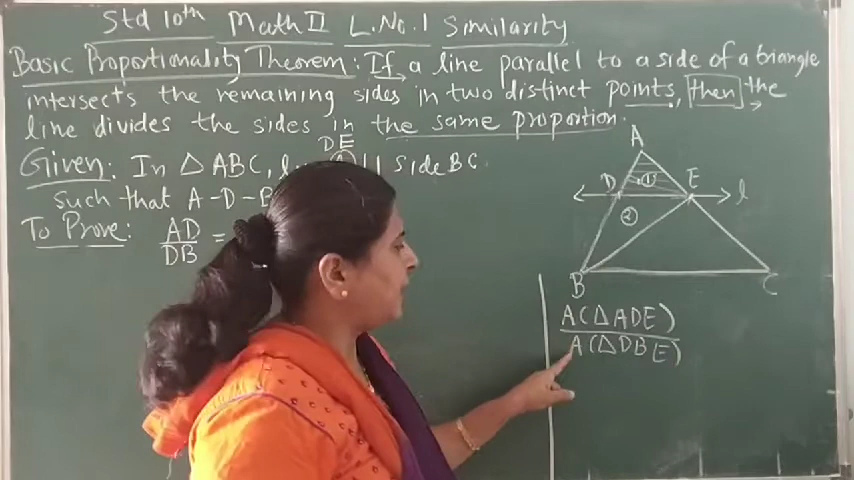 Std 10th Math II L.No.1 Similarity
Basic Proportionality Theorem: If a line parallel to a side of a triangle
intersects the remaining sides in two distinct points, then the
line divides the sides in the same proportion.
DE
Given: In △ ABC, || side BC
such that A-D-B
To Prove: AD/DB =
A
D ① E l
②
B C
A(△ADE)
A(△DBE)